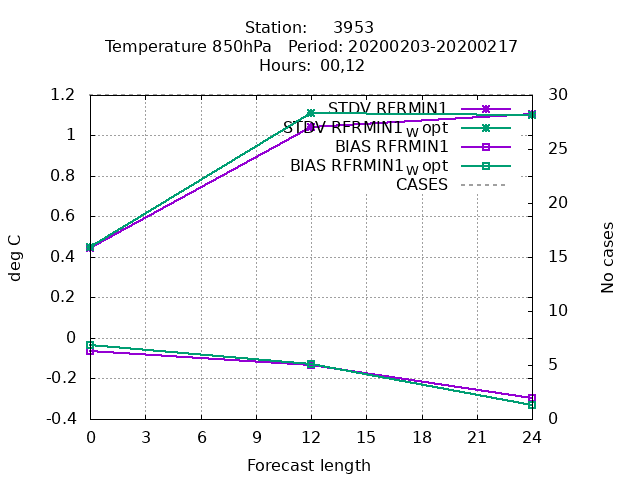 Station: 3953
Temperature 850hPa Period: 20200203-20200217
Hours: 00,12
1.2
1
0.8
0.6
0.4
0.2
0
-0.2
-0.4
30
25
20
15
10
5
0
STDV RFRMIN1
STDV RFRMIN1w opt
BIAS RFRMIN1
BIAS RFRMIN1w opt
CASES
deg C
No cases
0 3 6 9 12 15 18 21 24
Forecast length